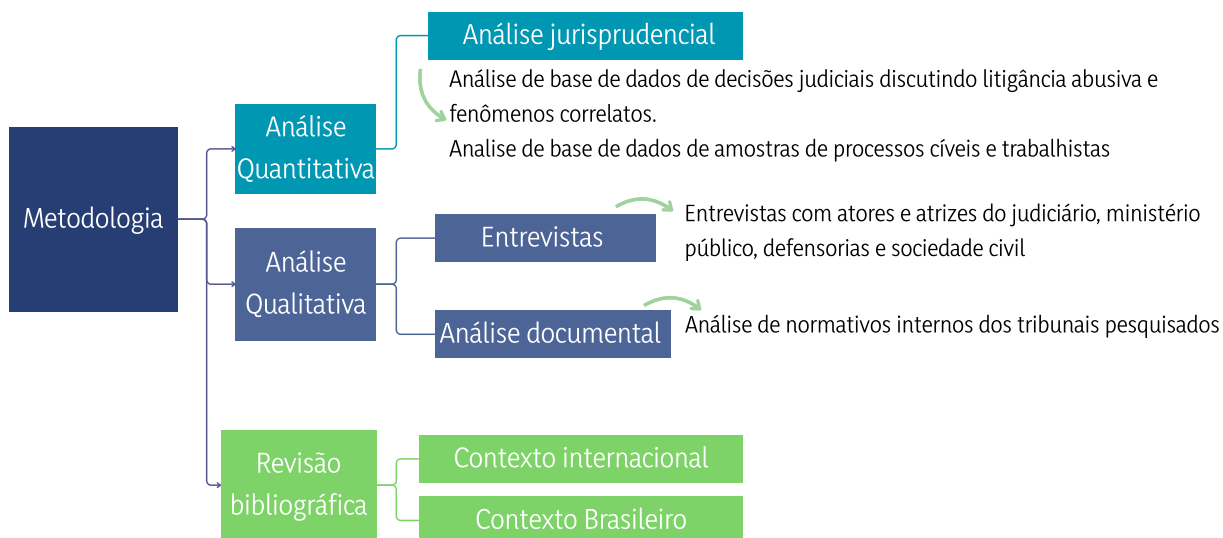 Metodologia
Análise
Quantitativa
Análise jurisprudencial
Análise de base de dados de decisões judiciais discutindo litigância abusiva e
fenômenos correlatos.
Analise de base de dados de amostras de processos cíveis e trabalhistas
Análise
Qualitativa
Entrevistas
Entrevistas com atores e atrizes do judiciário, ministério
público, defensorias e sociedade civil
Análise documental
Análise de normativos internos dos tribunais pesquisados
Revisão
bibliográfica
Contexto internacional
Contexto Brasileiro